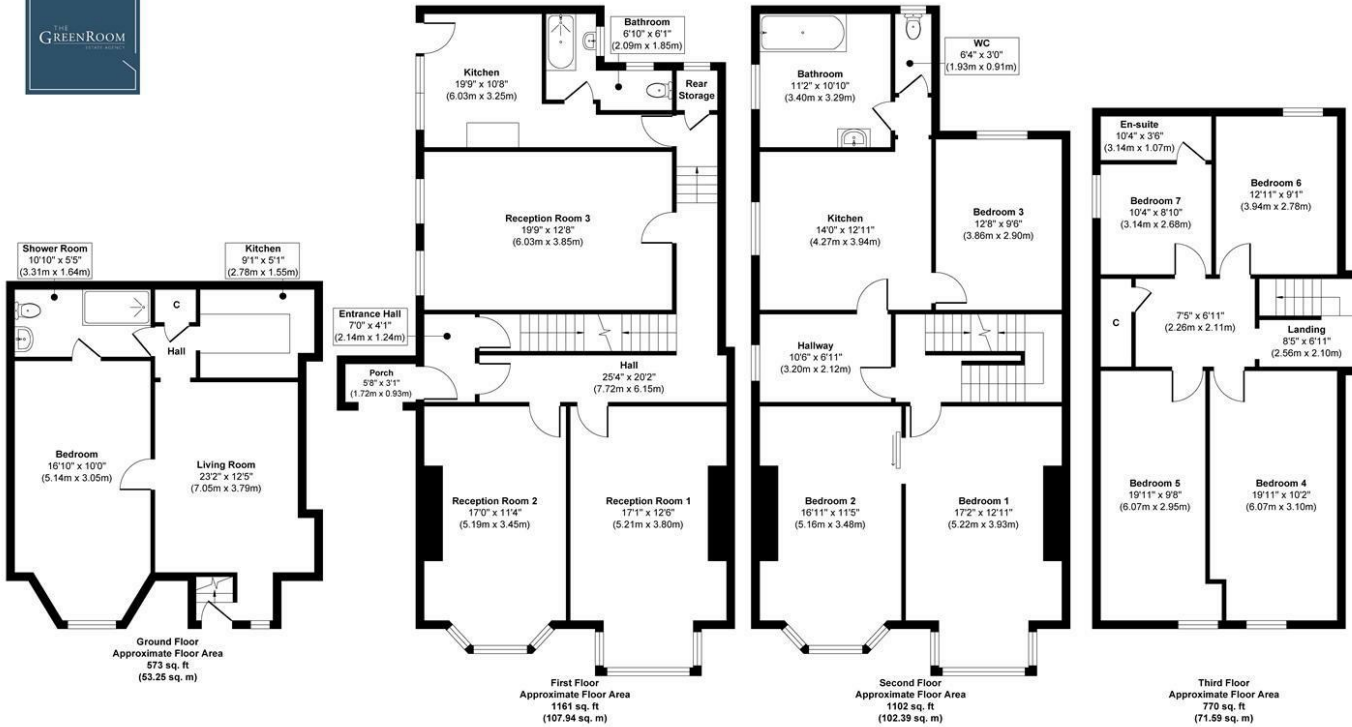 THE
GREENROOM
ESTATE AGENCY
Shower Room
10'10" x 5'5"
(3.31m x 1.64m)
Kitchen
9'1" x 5'1"
(2.78m x 1.55m)
C
Hall
Bedroom
16'10" x 10'0"
(5.14m x 3.05m)
Living Room
23'2" x 12'5"
(7.05m x 3.79m)
Ground Floor
Approximate Floor Area
573 sq. ft
(53.25 sq. m)
Kitchen
19'9" x 10'8"
(6.03m x 3.25m)
Bathroom
6'10" x 6'1"
(2.09m x 1.85m)
Rear
Storage
Reception Room 3
19'9" x 12'8"
(6.03m x 3.85m)
Entrance Hall
7'0" x 4'1"
(2.14m x 1.24m)
Porch
5'8" x 3'1"
(1.72m x 0.93m)
Hall
25'4" x 20'2"
(7.72m x 6.15m)
Reception Room 2
17'0" x 11'4"
(5.19m x 3.45m)
Reception Room 1
17'1" x 12'6"
(5.21m x 3.80m)
First Floor
Approximate Floor Area
1161 sq. ft
(107.94 sq. m)
Bathroom
11'2" x 10'10"
(3.40m x 3.29m)
WC
6'4" x 3'0"
(1.93m x 0.91m)
Kitchen
14'0" x 12'11"
(4.27m x 3.94m)
Bedroom 3
12'8" x 9'6"
(3.86m x 2.90m)
Hallway
10'6" x 6'11"
(3.20m x 2.12m)
Bedroom 2
16'11" x 11'5"
(5.16m x 3.48m)
Bedroom 1
17'2" x 12'11"
(5.22m x 3.93m)
Second Floor
Approximate Floor Area
1102 sq. ft
(102.39 sq. m)
En-suite
10'4" x 3'6"
(3.14m x 1.07m)
Bedroom 7
10'4" x 8'10"
(3.14m x 2.68m)
Bedroom 6
12'11" x 9'1"
(3.94m x 2.78m)
C
7'5" x 6'11"
(2.26m x 2.11m)
Landing
8'5" x 6'11"
(2.56m x 2.10m)
Bedroom 5
19'11" x 9'8"
(6.07m x 2.95m)
Bedroom 4
19'11" x 10'2"
(6.07m x 3.10m)
Third Floor
Approximate Floor Area
770 sq. ft
(71.59 sq. m)